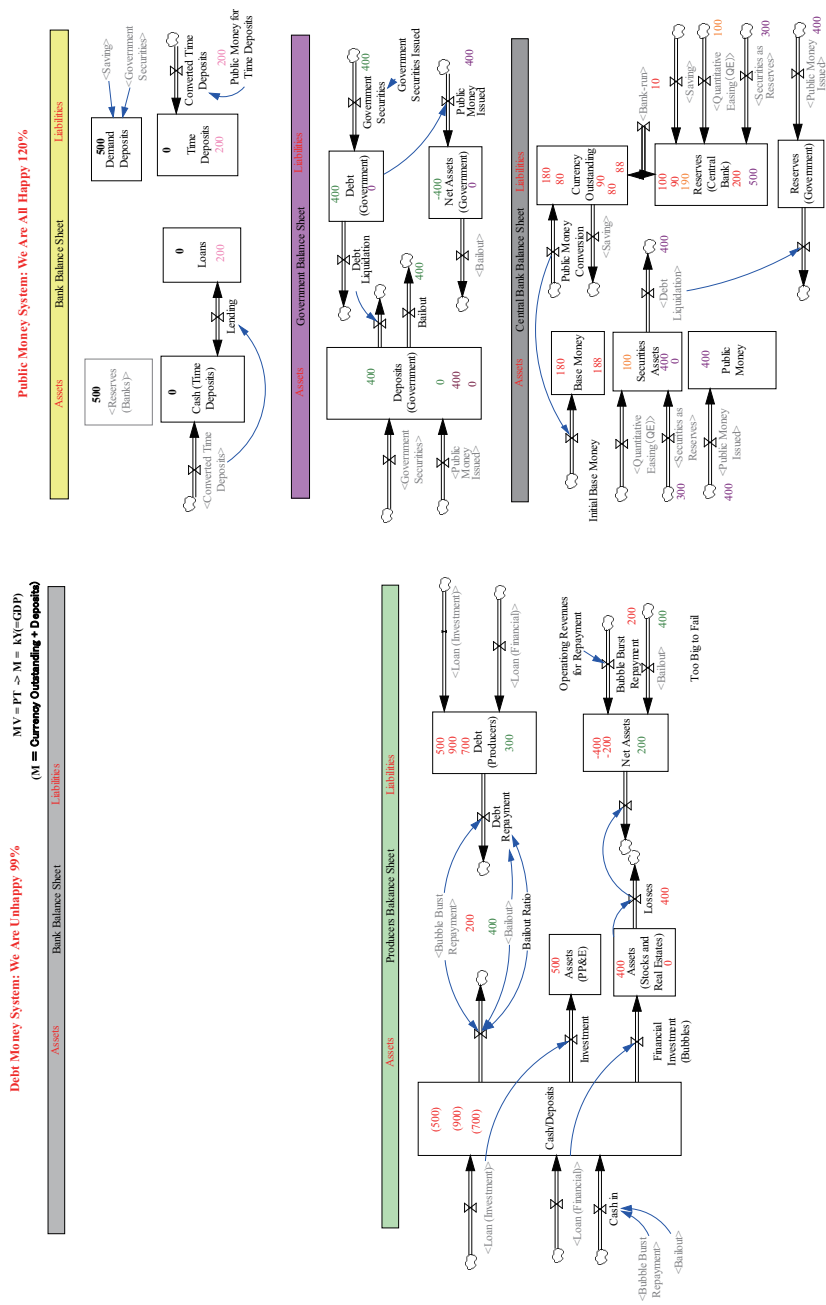 Debt Money System: We Are Unhappy 99%
MV = PT -> M = kY(=GDP)
(M = Currency Outstanding + Deposits)
Assets
Bank Balance Sheet
Liabilities
Assets
Producers Bakance Sheet
Liabilities
<Loan (Investment)>
<Loan (Financial)>
Cash in
<Bubble Burst
Repayment>
<Bailout>
(500)
(900)
(700)
Cash/Deposits
<Bubble Burst
Repayment>
200
400
<Bailout>
Bailout Ratio
Debt
Repayment
500
900
700
Debt
(Producers)
300
<Loan (Investment)>
<Loan (Financial)>
Investment
500
Assets
(PP&E)
Financial
Investment
(Bubbles)
400
Assets
(Stocks and
Real Estates)
0
Losses
400
-400
-200
Net Assets
200
Operationg Revenues
for Repayment
Bubble Burst
Repayment
200
<Bailout>
400
Too Big to Fail
Public Money System: We Are All Happy 120%
Assets
Bank Balance Sheet
Liabilities
500
<Reserves
(Banks)>
500
Demand
Deposits
<Saving>
<Government
Securities>
<Converted Time
Deposits>
0
Cash (Time
Deposits)
Lending
0
Loans
200
0
Time
Deposits
200
Converted Time
Deposits
200
Public Money for
Time Deposits
Assets
Government Balance Sheet
Liabilities
<Government
Securities>
<Public
Money
Issued>
400
Deposits
(Government)
0
400
0
Debt
Liquidation
Bailout
400
400
Debt
(Government)
0
Government
Securities
400
Government
Securities Issued
<Bailout>
-400
Net Assets
(Government)
0
Public
Money
Issued
400
Assets
Central Bank Balance Sheet
Liabilities
Initial Base Money
180
Base Money
188
Public Money
Conversion
<Saving>
180
80
Currency
Outstanding
90
80
88
<Bank-run>
10
<Quantitative
Easing(QE)>
<Securities as
Reserves>
300
100
Securities
Assets
400
0
<Debt
Liquidation>
400
100
90
190
Reserves
(Central
Bank)
200
500
<Saving>
<Quantitative
Easing(QE)>
100
<Securities as
Reserves>
300
<Public Money
Issued>
400
400
Public
Money
Reserves
(Government)
<Public Money
Issued>
400